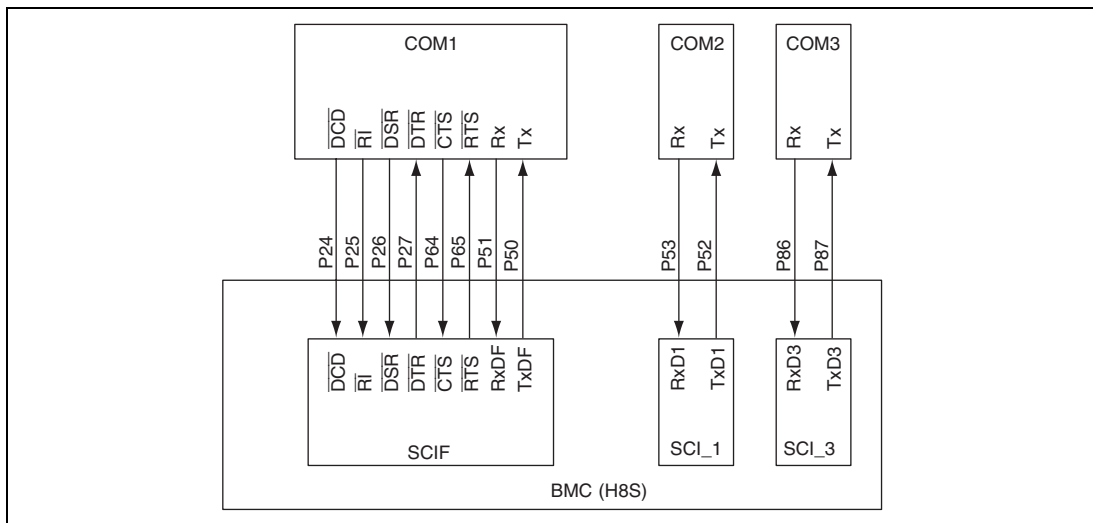 COM1
COM2
COM3
DCD
RI
DSR
DTR
CTS
RTS
Rx
Tx
Rx
Tx
Rx
Tx
P24
P25
P26
P27
P64
P65
P51
P50
P53
P52
P86
P87
DCD
RI
DSR
DTR
CTS
RTS
RxDF
TxDF
RxD1
TxD1
RxD3
TxD3
SCIF
SCI_1
SCI_3
BMC (H8S)